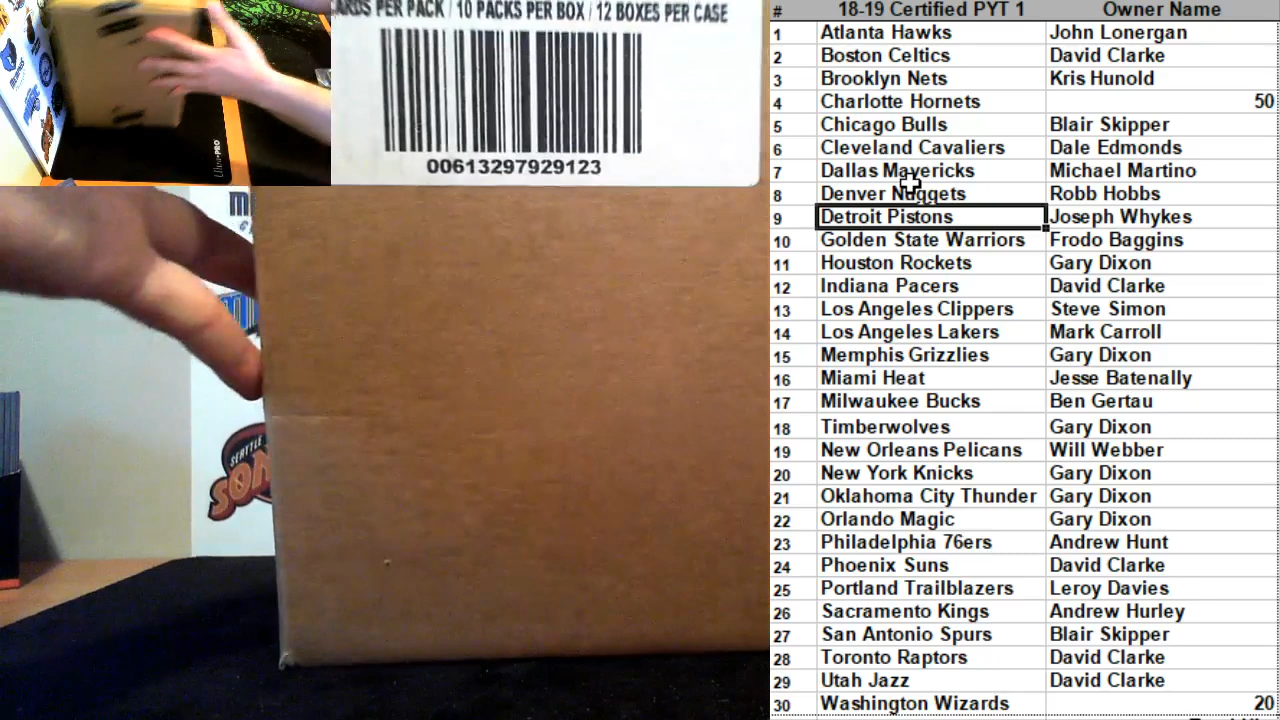 ARDS PER PACK / 10 PACKS PER BOX / 12 BOXES PER CASE
00613297929123
Ultra•PRO
SEATTLE
# 18-19 Certified PYT 1 Owner Name
1 Atlanta Hawks John Lonergan
2 Boston Celtics David Clarke
3 Brooklyn Nets Kris Hunold
4 Charlotte Hornets 50
5 Chicago Bulls Blair Skipper
6 Cleveland Cavaliers Dale Edmonds
7 Dallas Mavericks Michael Martino
8 Denver Nuggets Robb Hobbs
9 Detroit Pistons Joseph Whykes
10 Golden State Warriors Frodo Baggins
11 Houston Rockets Gary Dixon
12 Indiana Pacers David Clarke
13 Los Angeles Clippers Steve Simon
14 Los Angeles Lakers Mark Carroll
15 Memphis Grizzlies Gary Dixon
16 Miami Heat Jesse Batenally
17 Milwaukee Bucks Ben Gertau
18 Timberwolves Gary Dixon
19 New Orleans Pelicans Will Webber
20 New York Knicks Gary Dixon
21 Oklahoma City Thunder Gary Dixon
22 Orlando Magic Gary Dixon
23 Philadelphia 76ers Andrew Hunt
24 Phoenix Suns David Clarke
25 Portland Trailblazers Leroy Davies
26 Sacramento Kings Andrew Hurley
27 San Antonio Spurs Blair Skipper
28 Toronto Raptors David Clarke
29 Utah Jazz David Clarke
30 Washington Wizards 20